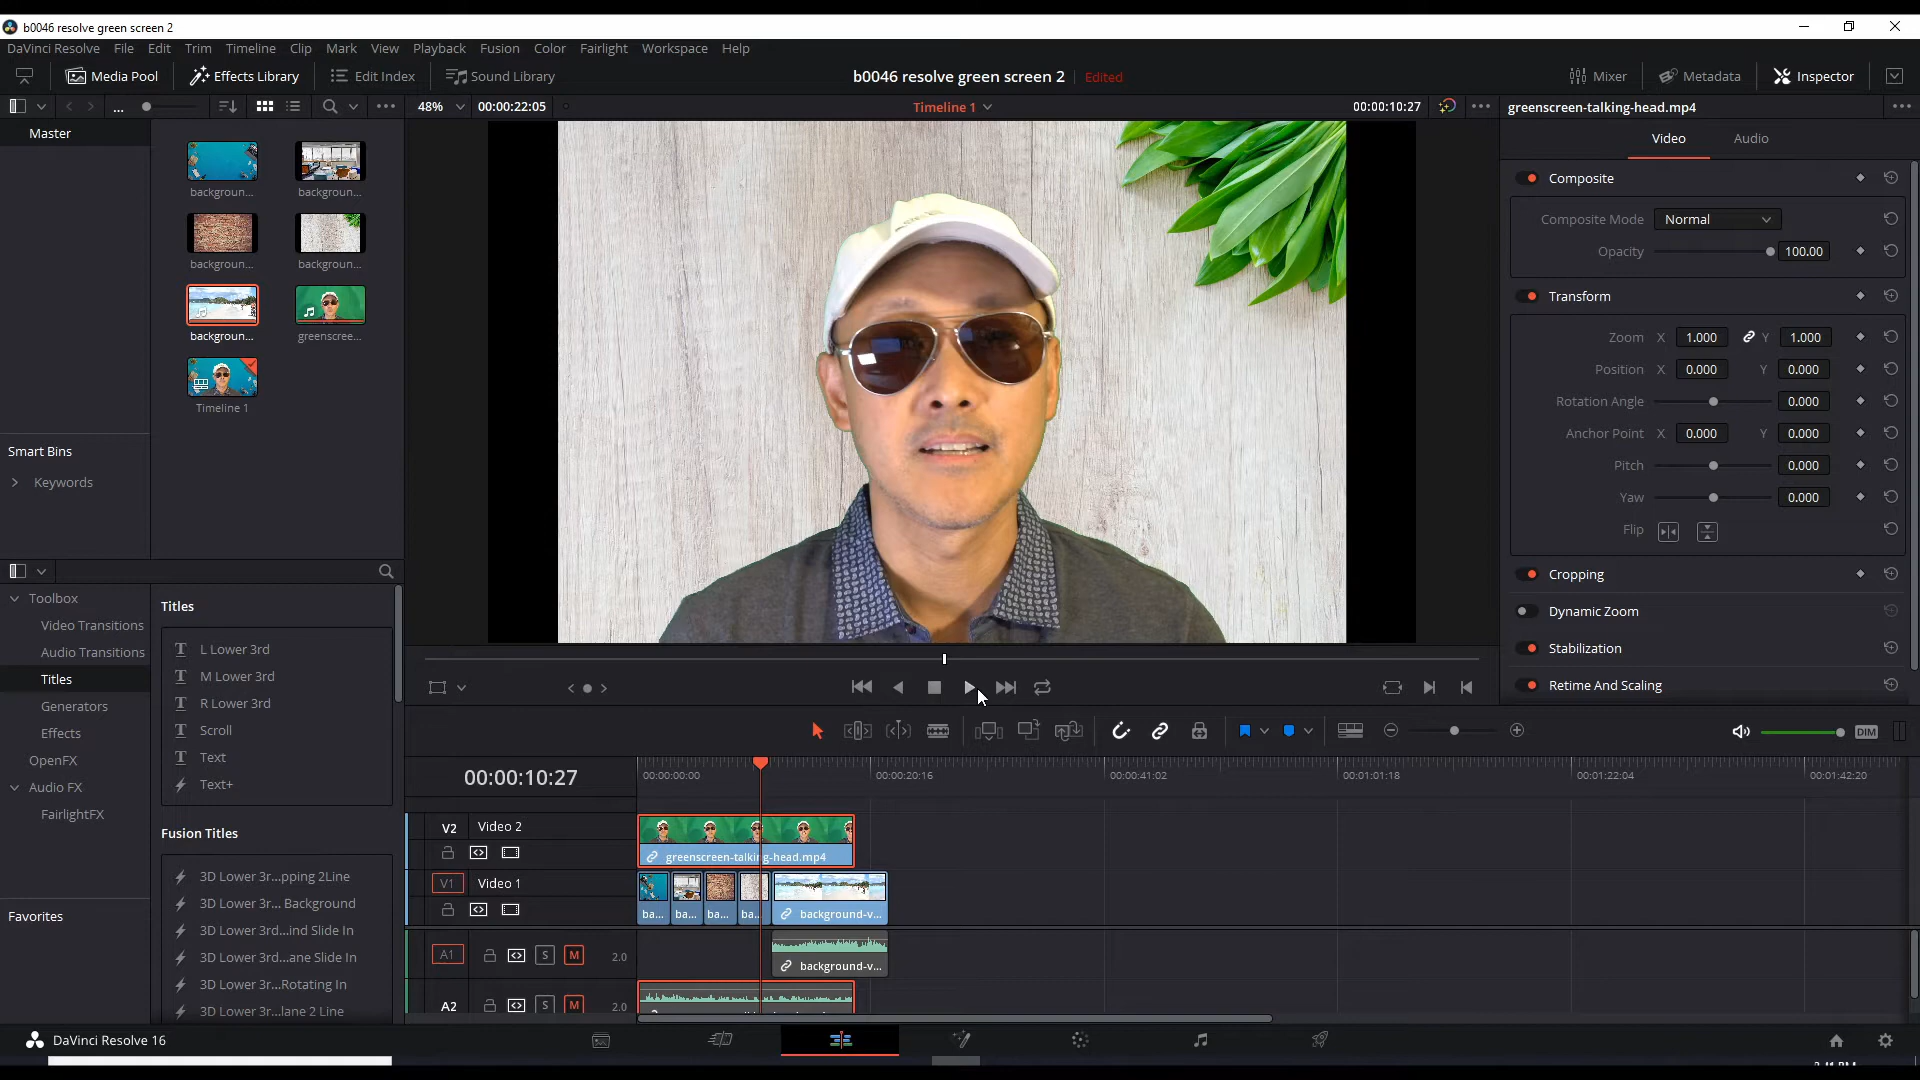 b0046 resolve green screen 2
DaVinci Resolve File Edit Trim Timeline Clip Mark View Playback Fusion Color Fairlight Workspace Help
Media Pool Effects Library Edit Index Sound Library b0046 resolve green screen 2 Edited Mixer Metadata Inspector
... 48% 00:00:22:05 Timeline 1 00:00:10:27 greenscreen-talking-head.mp4
Master
Video Audio
backgroun... backgroun...
backgroun... backgroun...
backgroun... greenscree...
Timeline 1
Smart Bins
Keywords
Composite
Composite Mode Normal
Opacity 100.00
Transform
Zoom X 1.000 Y 1.000
Position X 0.000 Y 0.000
Rotation Angle 0.000
Anchor Point X 0.000 Y 0.000
Pitch 0.000
Yaw 0.000
Flip
Cropping
Dynamic Zoom
Stabilization
Retime And Scaling
Toolbox
Video Transitions
Audio Transitions
Titles
Generators
Effects
OpenFX
Audio FX
FairlightFX
Favorites
Titles
L Lower 3rd
M Lower 3rd
R Lower 3rd
Scroll
Text
Text+
Fusion Titles
3D Lower 3r...pping 2Line
3D Lower 3r... Background
3D Lower 3rd...ind Slide In
3D Lower 3rd...ane Slide In
3D Lower 3r...Rotating In
3D Lower 3r...lane 2 Line
DIM
00:00:10:27 00:00:00:00 00:00:20:16 00:00:41:02 00:01:01:18 00:01:22:04 00:01:42:20
V2 Video 2
greenscreen-talking-head.mp4
V1 Video 1
ba... ba... ba... ba... background-v...
A1 S M 2.0
background-v...
A2 S M 2.0
DaVinci Resolve 16